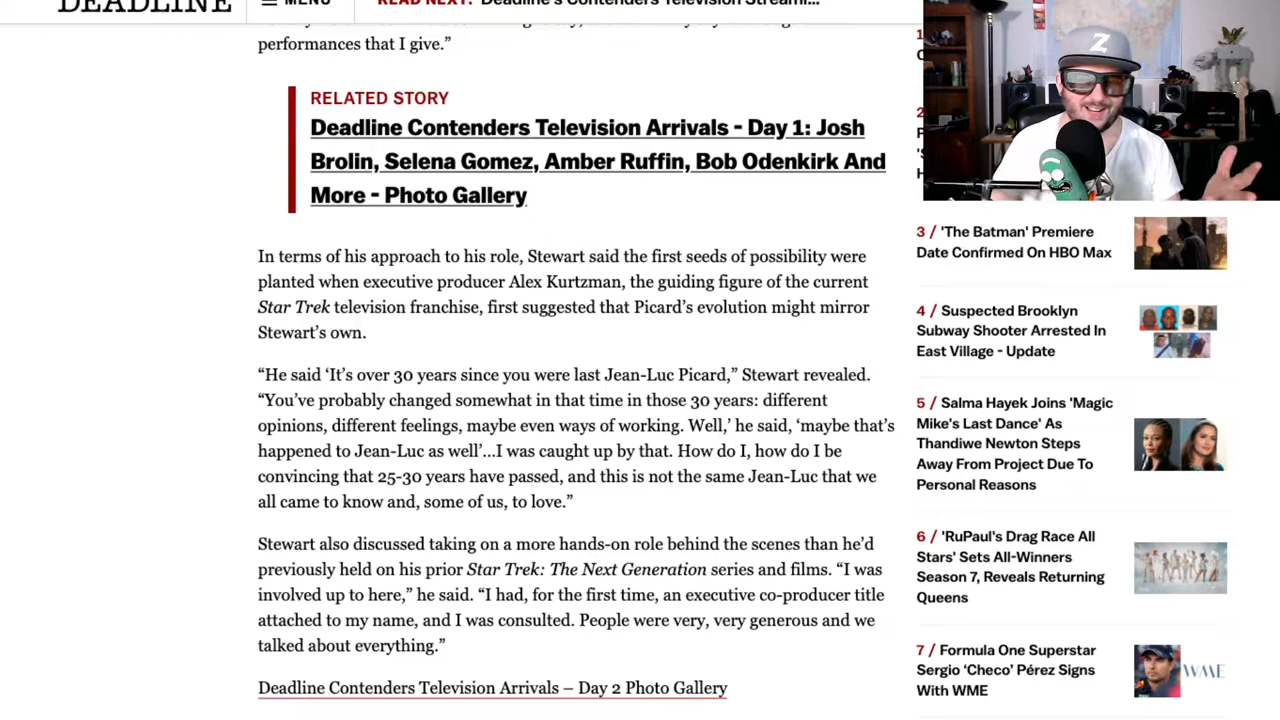 DEADLINE
MENU
READ NEXT: Deadline's Contenders Television Streami...
performances that I give.”
RELATED STORY
Deadline Contenders Television Arrivals - Day 1: Josh
Brolin, Selena Gomez, Amber Ruffin, Bob Odenkirk And
More - Photo Gallery
In terms of his approach to his role, Stewart said the first seeds of possibility were
planted when executive producer Alex Kurtzman, the guiding figure of the current
Star Trek television franchise, first suggested that Picard’s evolution might mirror
Stewart’s own.
“He said ‘It’s over 30 years since you were last Jean-Luc Picard,” Stewart revealed.
“You’ve probably changed somewhat in that time in those 30 years: different
opinions, different feelings, maybe even ways of working. Well,’ he said, ‘maybe that’s
happened to Jean-Luc as well’...I was caught up by that. How do I, how do I be
convincing that 25-30 years have passed, and this is not the same Jean-Luc that we
all came to know and, some of us, to love.”
Stewart also discussed taking on a more hands-on role behind the scenes than he’d
previously held on his prior Star Trek: The Next Generation series and films. “I was
involved up to here,” he said. “I had, for the first time, an executive co-producer title
attached to my name, and I was consulted. People were very, very generous and we
talked about everything.”
Deadline Contenders Television Arrivals – Day 2 Photo Gallery
Z
3 / 'The Batman' Premiere
Date Confirmed On HBO Max
4 / Suspected Brooklyn
Subway Shooter Arrested In
East Village - Update
5 / Salma Hayek Joins 'Magic
Mike's Last Dance' As
Thandiwe Newton Steps
Away From Project Due To
Personal Reasons
6 / 'RuPaul's Drag Race All
Stars' Sets All-Winners
Season 7, Reveals Returning
Queens
7 / Formula One Superstar
Sergio ‘Checo’ Pérez Signs
With WME
WME